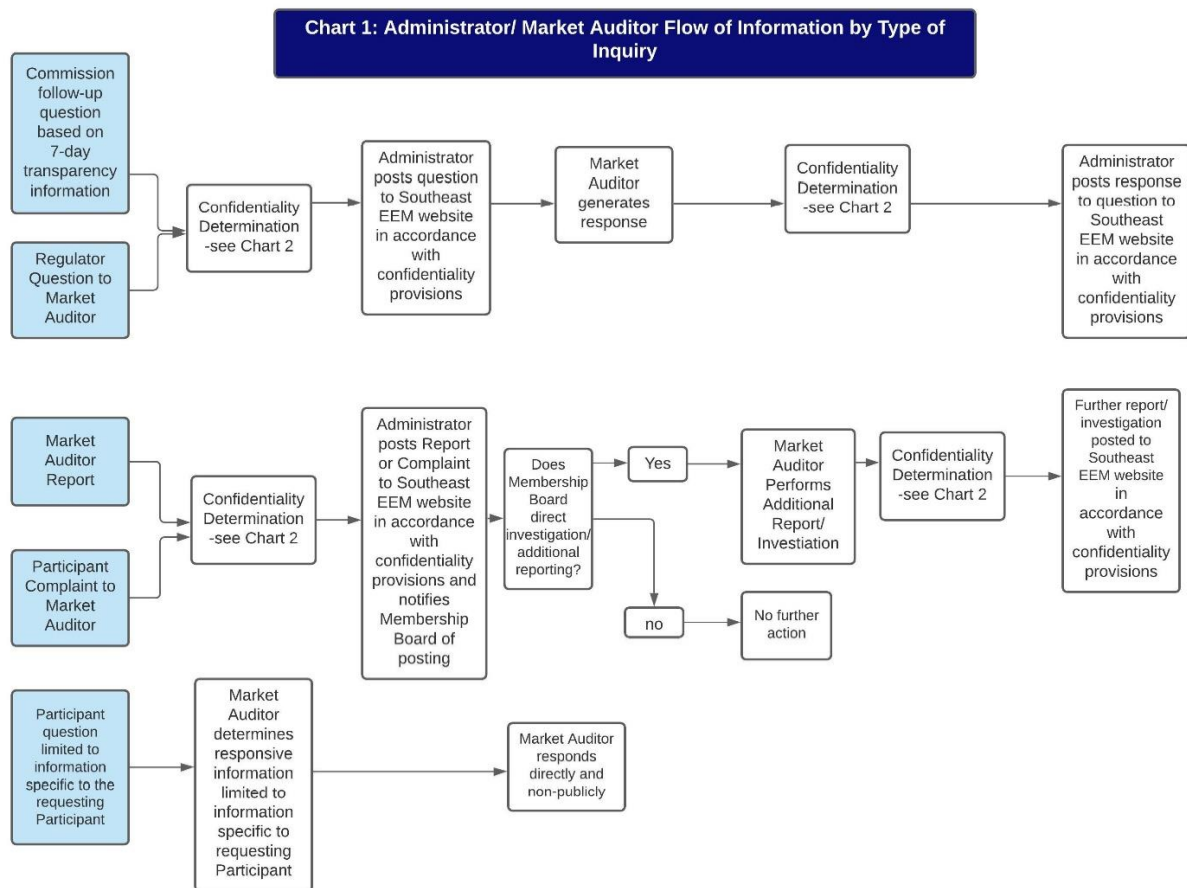 Chart 1: Administrator/ Market Auditor Flow of Information by Type of
Inquiry
Commission
follow-up
question
based on
7-day
transparency
information
Regulator
Question to
Market
Auditor
Confidentiality
Determination
-see Chart 2
Administrator
posts question
to Southeast
EEM website
in accordance
with
confidentiality
provisions
Market
Auditor
generates
response
Confidentiality
Determination
-see Chart 2
Administrator
posts response
to question to
Southeast
EEM website
in accordance
with
confidentiality
provisions
Market
Auditor
Report
Participant
Complaint to
Market
Auditor
Confidentiality
Determination
-see Chart 2
Administrator
posts Report
or Complaint
to Southeast
EEM website
in accordance
with
confidentiality
provisions and
notifies
Membership
Board of
posting
Does
Membership
Board direct
investigation/
additional
reporting?
Yes
no
Market
Auditor
Performs
Additional
Report/
Investiation
No further
action
Confidentiality
Determination
-see Chart 2
Further report/
investigation
posted to
Southeast
EEM website
in
accordance
with
confidentiality
provisions
Participant
question
limited to
information
specific to the
requesting
Participant
Market
Auditor
determines
responsive
information
limited to
information
specific to
requesting
Participant
Market Auditor
responds
directly and
non-publicly